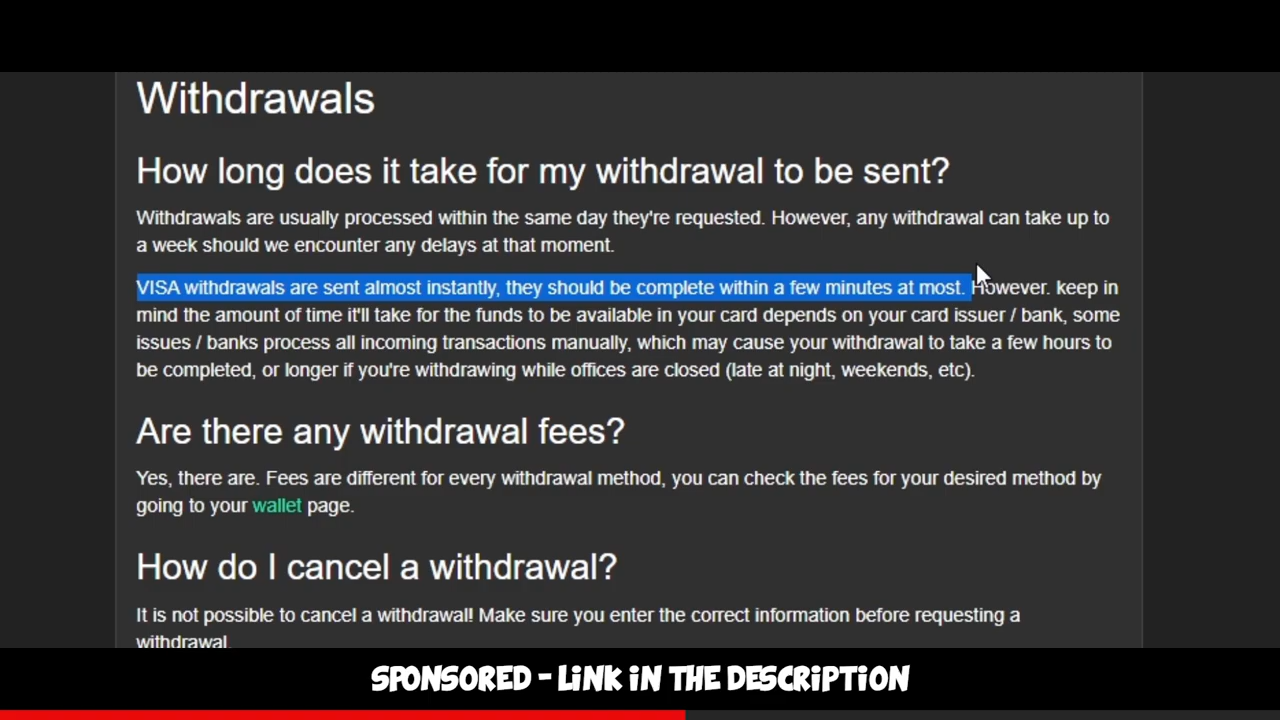 Withdrawals
How long does it take for my withdrawal to be sent?
Withdrawals are usually processed within the same day they're requested. However, any withdrawal can take up to
a week should we encounter any delays at that moment.
VISA withdrawals are sent almost instantly, they should be complete within a few minutes at most. However. keep in
mind the amount of time it'll take for the funds to be available in your card depends on your card issuer / bank, some
issues / banks process all incoming transactions manually, which may cause your withdrawal to take a few hours to
be completed, or longer if you're withdrawing while offices are closed (late at night, weekends, etc).
Are there any withdrawal fees?
Yes, there are. Fees are different for every withdrawal method, you can check the fees for your desired method by
going to your wallet page.
How do I cancel a withdrawal?
It is not possible to cancel a withdrawal! Make sure you enter the correct information before requesting a
withdrawal.
SPONSORED - LINK IN THE DESCRIPTION